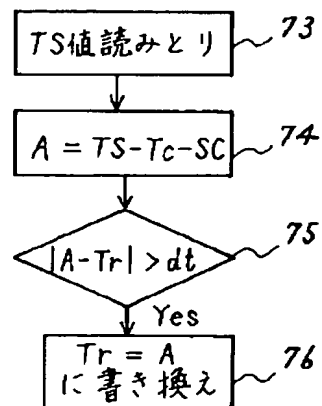 TS値読みとり
73
A = TS-Tc-SC
74
|A-Tr| > dt
75
Yes
Tr = A
に書き換え
76